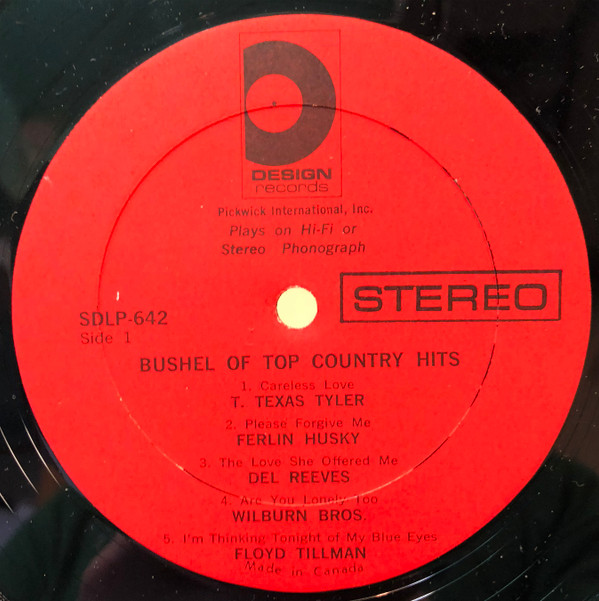 DESIGN
records
Pickwick International, Inc.
Plays on Hi-Fi or
Stereo Phonograph
STEREO
SDLP-642
Side 1
BUSHEL OF TOP COUNTRY HITS
1. Careless Love
T. TEXAS TYLER
2. Please Forgive Me
FERLIN HUSKY
3. The Love She Offered Me
DEL REEVES
4. Are You Lonely Too
WILBURN BROS.
5. I'm Thinking Tonight of My Blue Eyes
FLOYD TILLMAN
Made in Canada